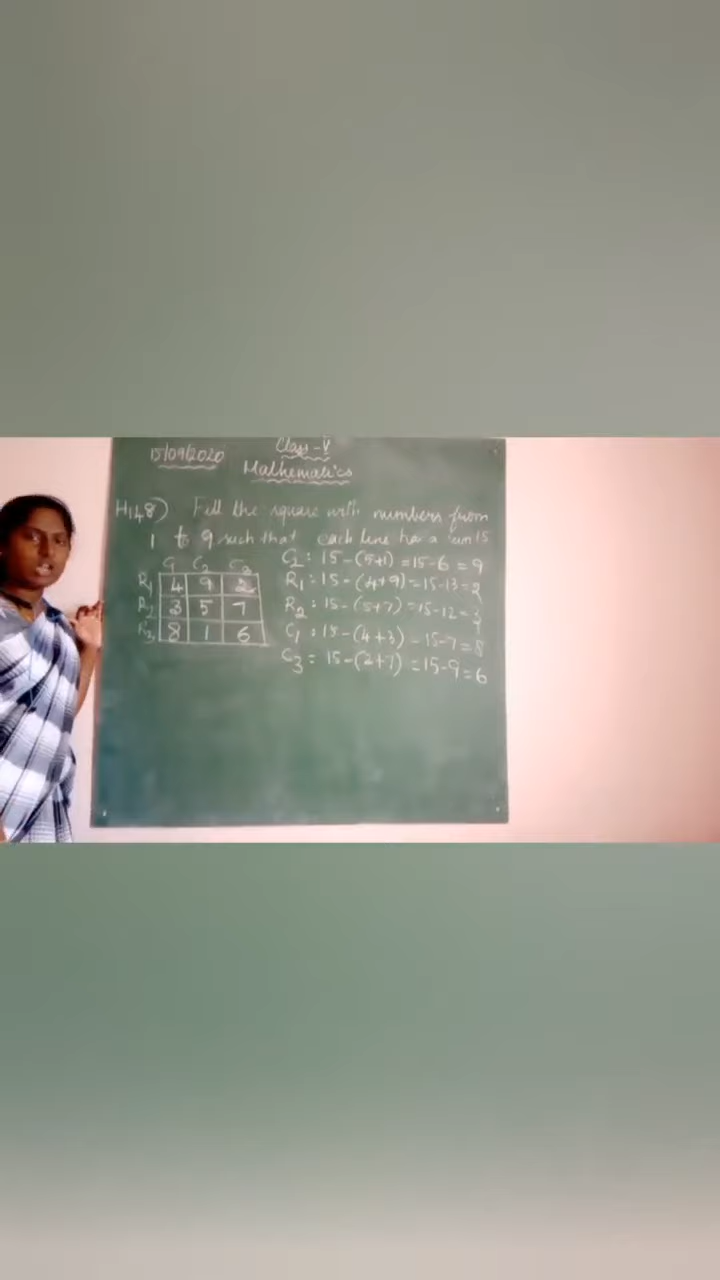 15/09/2020
Class-V
Mathematics
H148) Fill the square with numbers from
1 to 9 such that each line has a sum 15
C1 C2 C3
R1 4 9 2
R2 3 5 7
R3 8 1 6
C2: 15-(5+1) =15-6 = 9
R1: 15-(4+9)=15-13=2
R2: 15-(5+7)=15-12=3
C1: 15-(4+3) -15-7=8
C3= 15-(2+7) =15-9=6